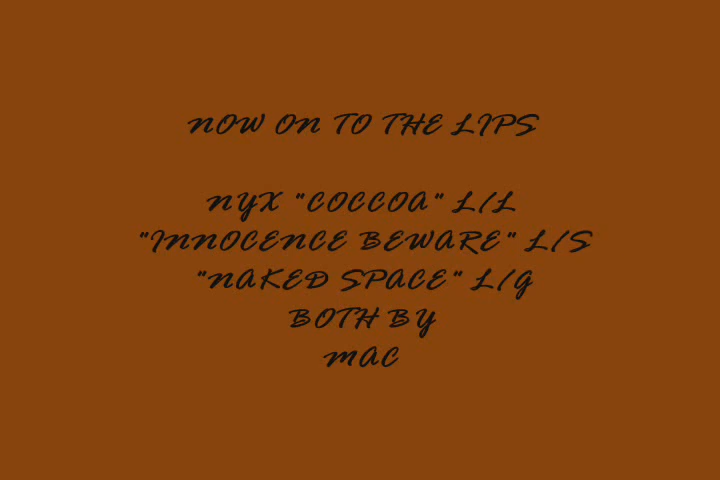 NOW ON TO THE LIPS
NYX "COCCOA" L/L
"INNOCENCE BEWARE" L/S
"NAKED SPACE" L/G
BOTH BY
MAC